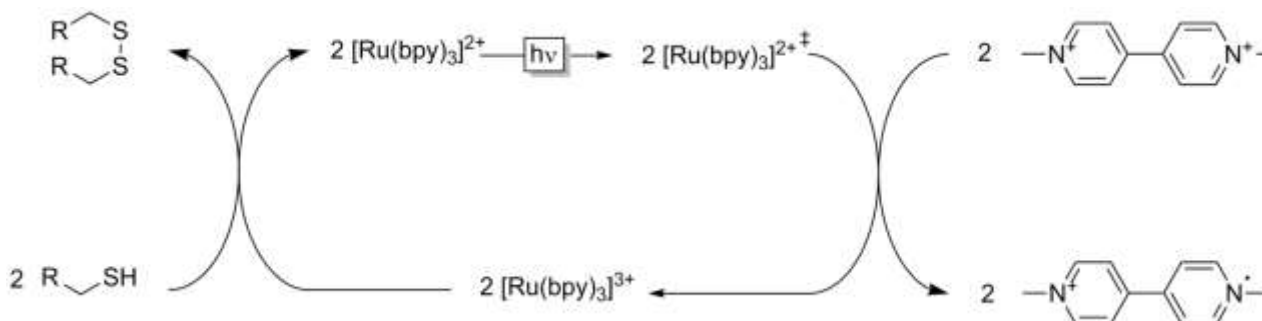 R S 2 [Ru(bpy)3]2+ hν 2 [Ru(bpy)3]2+ ‡ 2 N+ N+
R S
2 R SH 2 [Ru(bpy)3]3+ 2 N+ N•